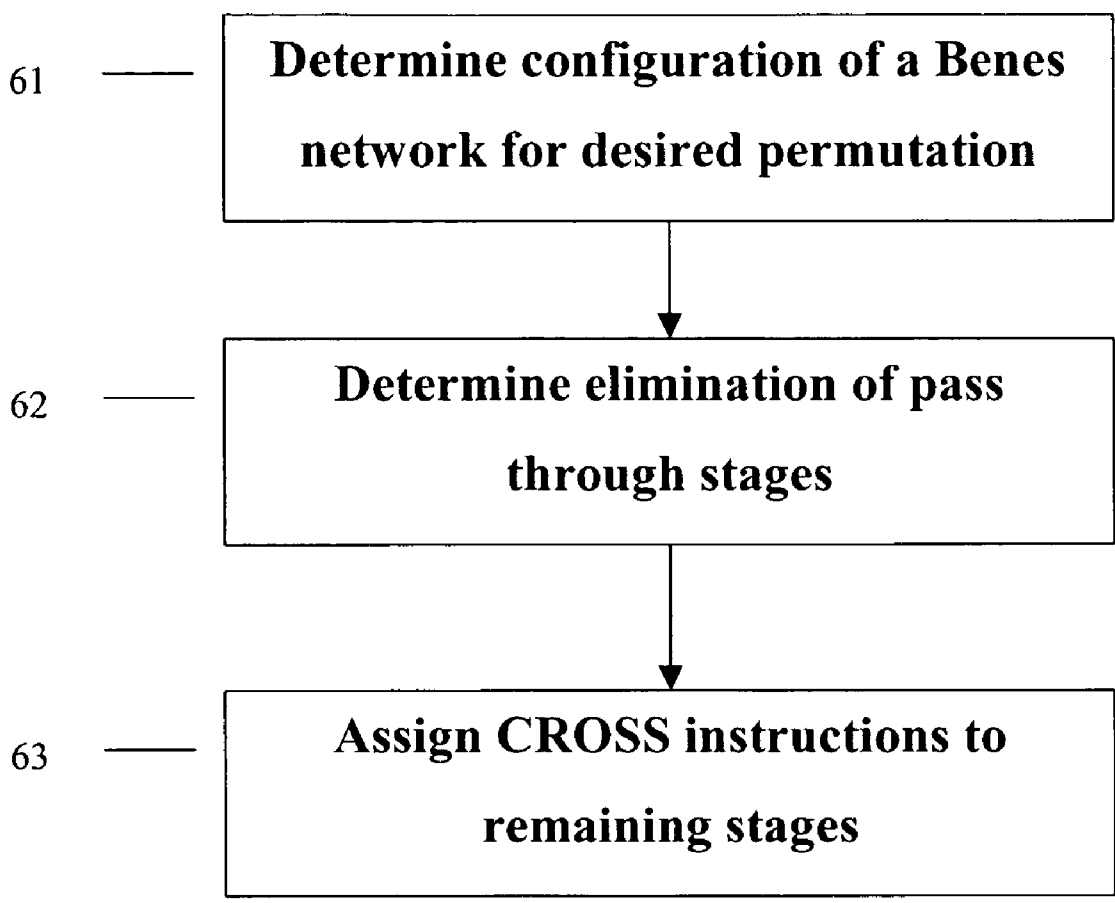 61
Determine configuration of a Benes
network for desired permutation
62
Determine elimination of pass
through stages
63
Assign CROSS instructions to
remaining stages